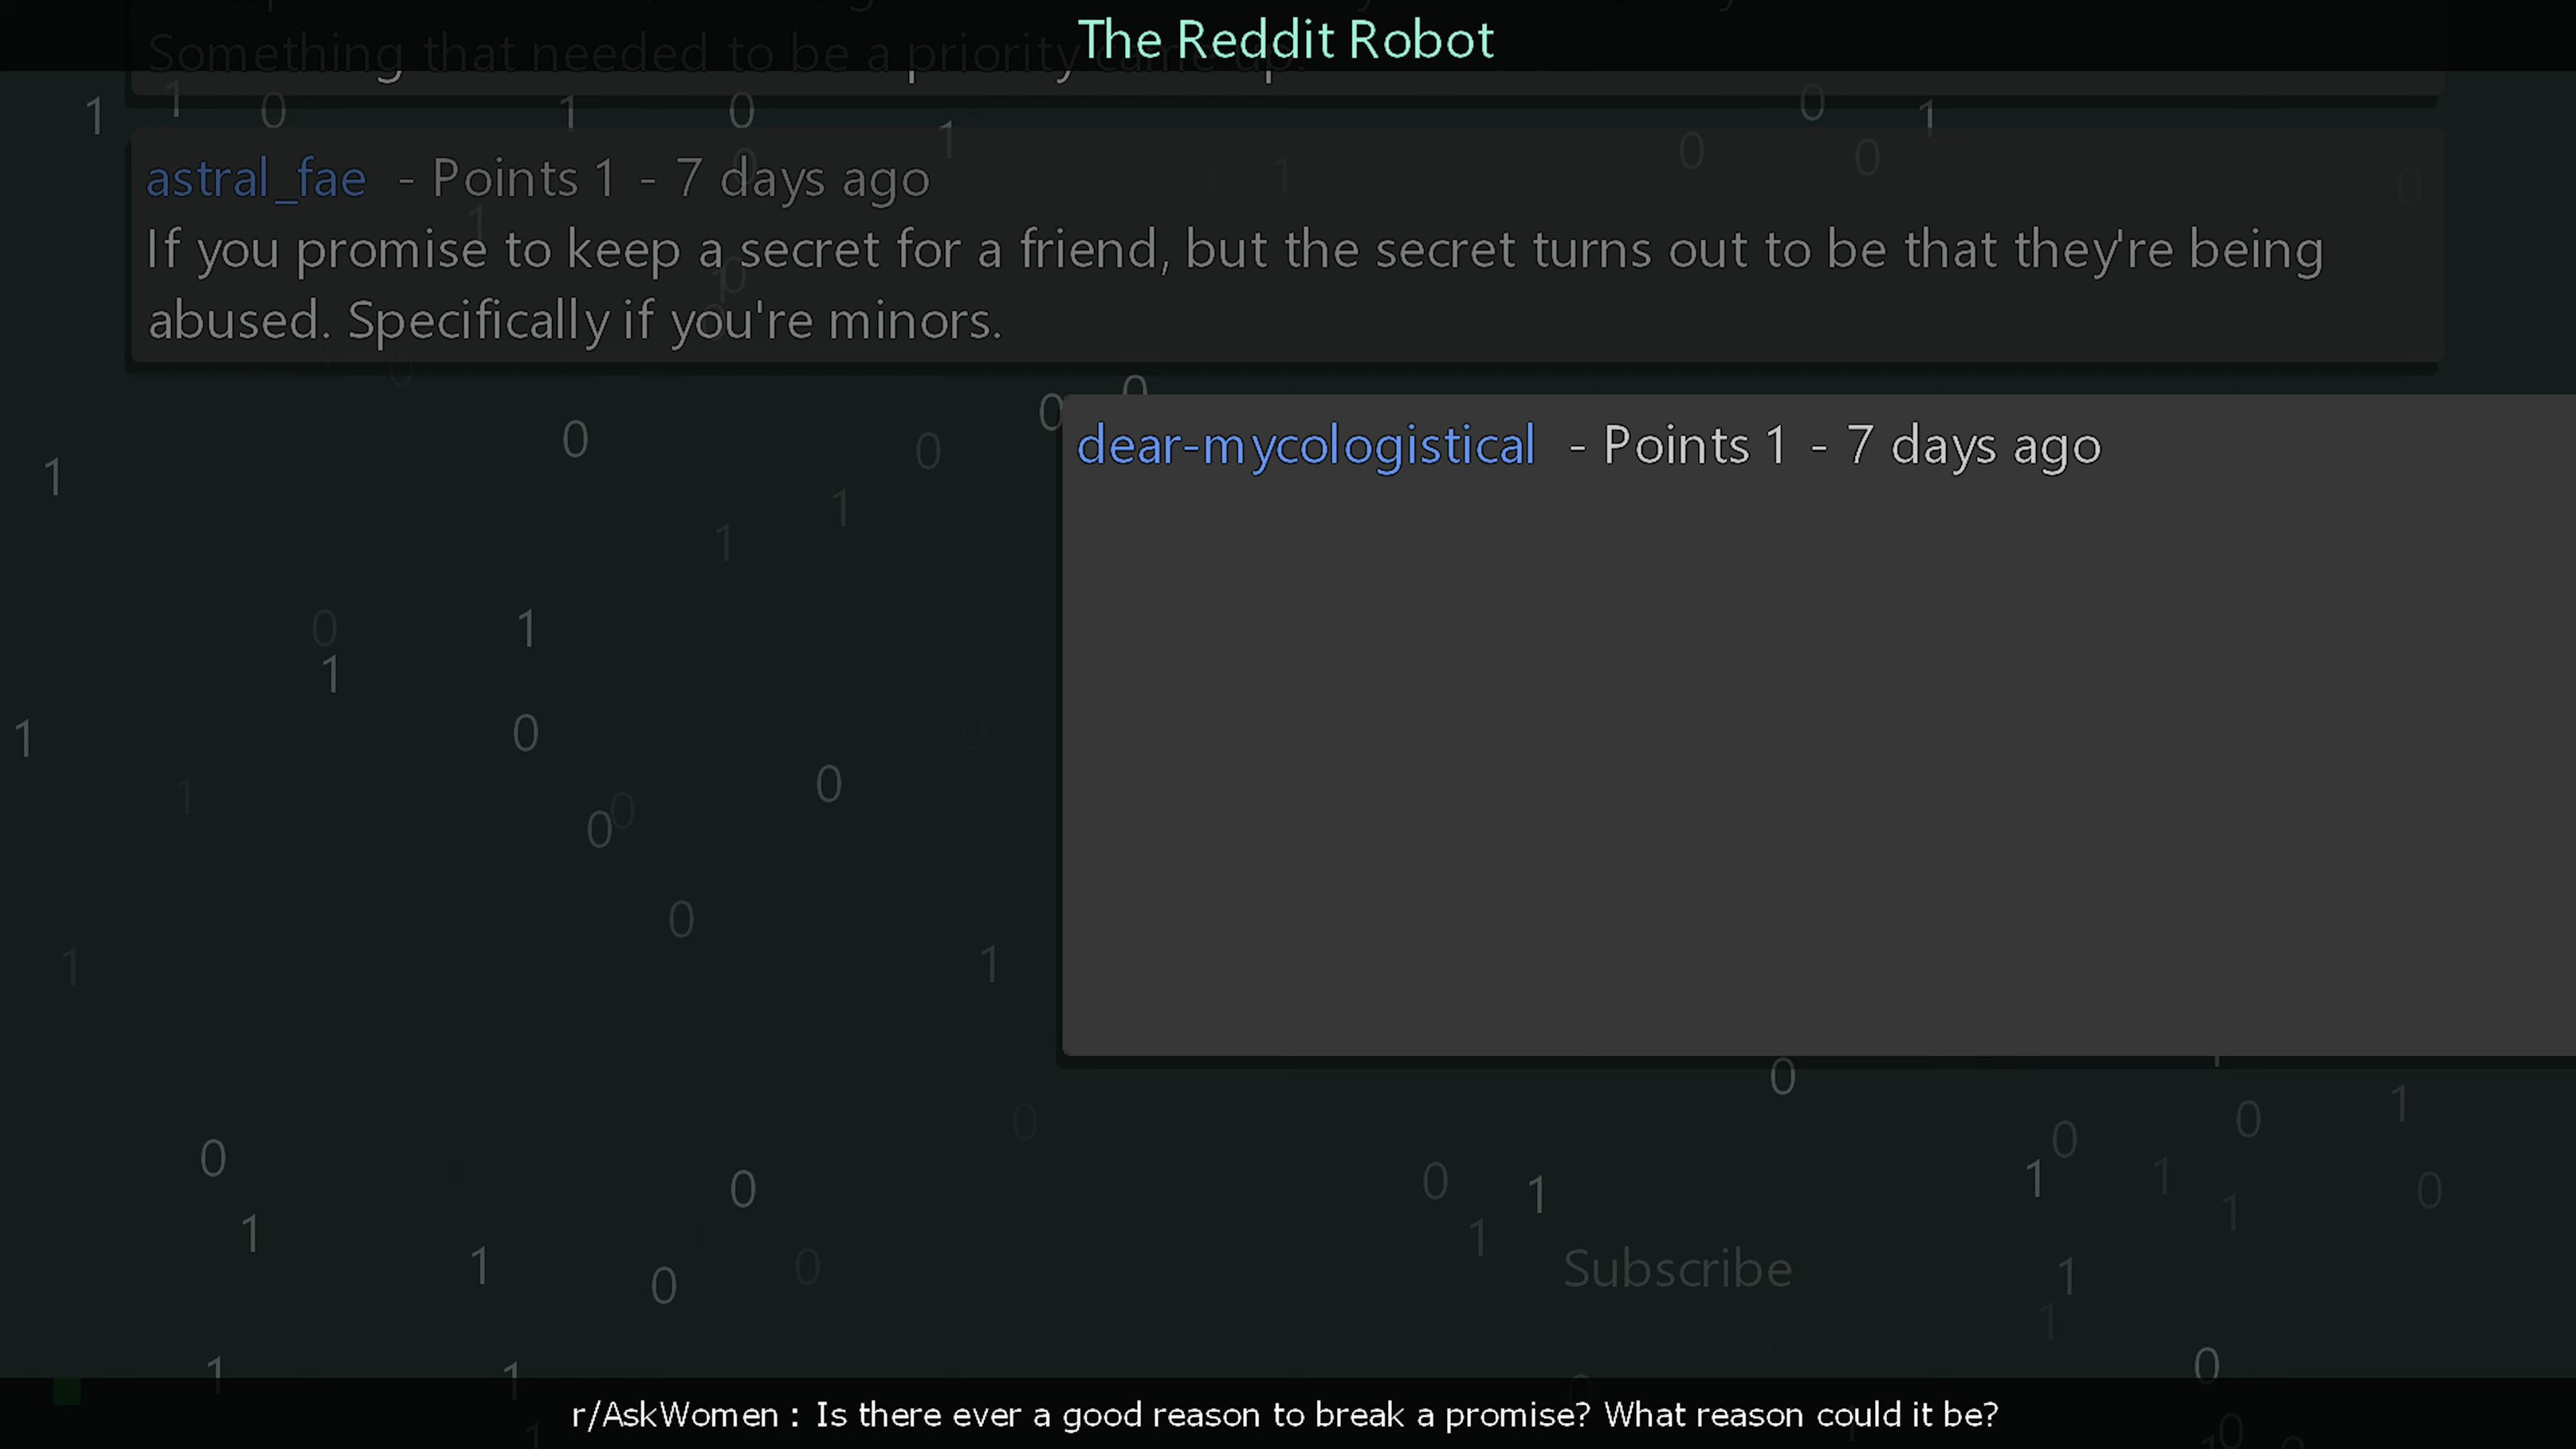 The Reddit Robot
Something that needed to be a priority came up.
astral_fae - Points 1 - 7 days ago
If you promise to keep a secret for a friend, but the secret turns out to be that they're being
abused. Specifically if you're minors.
dear-mycologistical - Points 1 - 7 days ago
Subscribe
r/AskWomen : Is there ever a good reason to break a promise? What reason could it be?